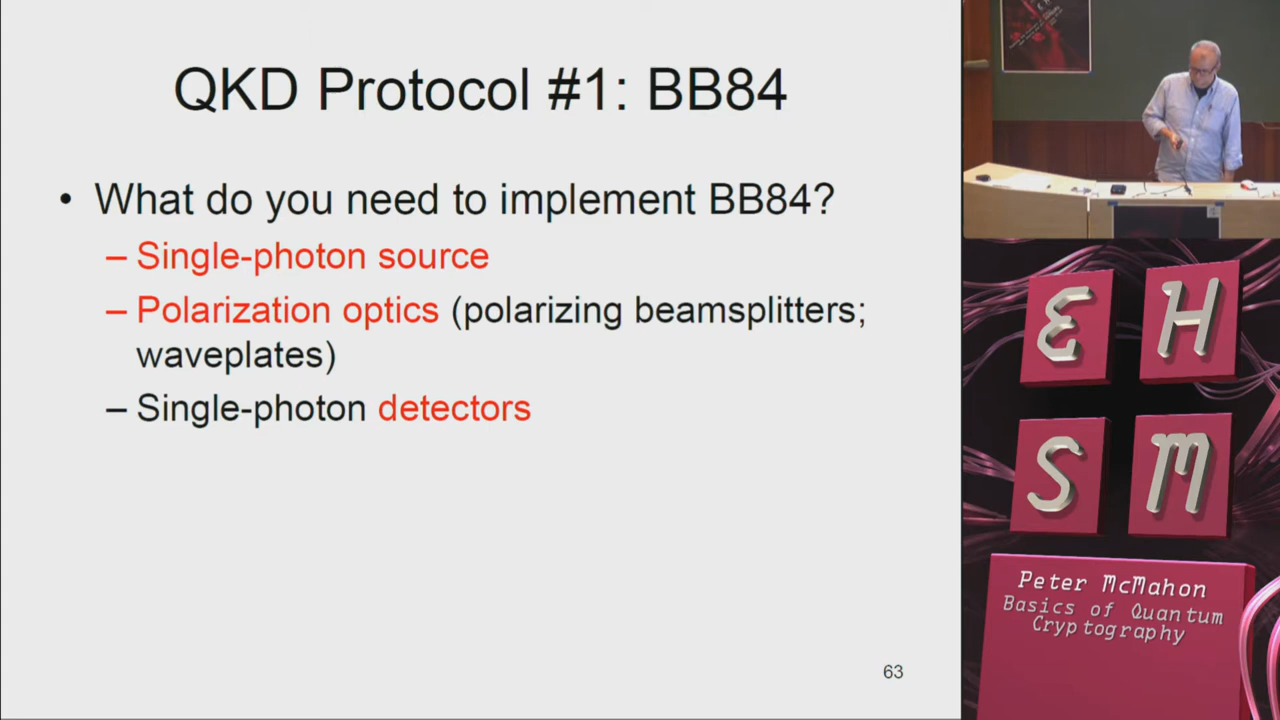 QKD Protocol #1: BB84
• What do you need to implement BB84?
– Single-photon source
– Polarization optics (polarizing beamsplitters;
waveplates)
– Single-photon detectors
63
E H
S M
Peter McMahon
Basics of Quantum
Cryptography